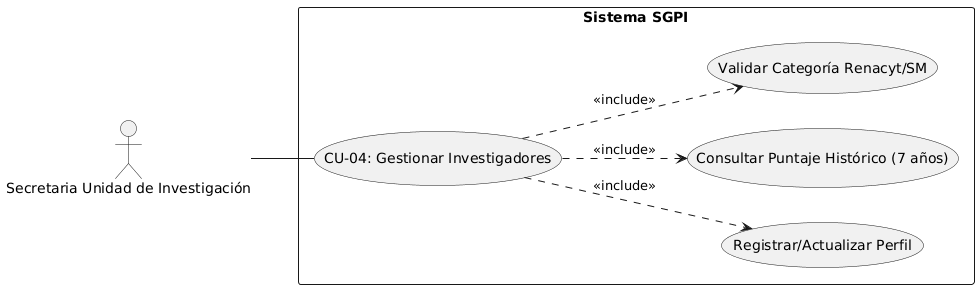 Sistema SGPI
Validar Categoría Renacyt/SM
«include»
Secretaria Unidad de Investigación
CU-04: Gestionar Investigadores
«include»
Consultar Puntaje Histórico (7 años)
«include»
Registrar/Actualizar Perfil